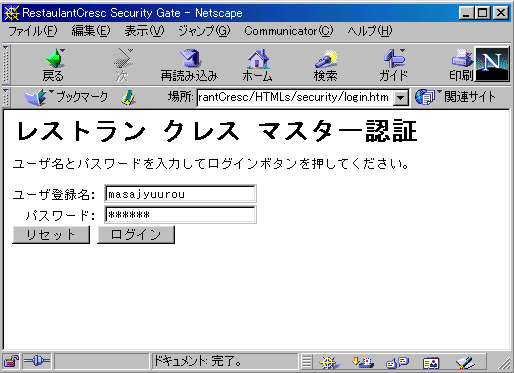 RestaulantCresc Security Gate - Netscape
ファイル(F) 編集(E) 表示(V) ジャンプ(G) Communicator(C) ヘルプ(H)
戻る 次 再読み込み ホーム 検索 ガイド 印刷 N
ブックマーク 場所: rantCresc/HTMLs/security/login.htm 関連サイト
レストラン クレス マスター認証
ユーザ名とパスワードを入力してログインボタンを押してください。
ユーザ登録名: masajyuurou
パスワード: ******
リセット ログイン
ドキュメント: 完了。